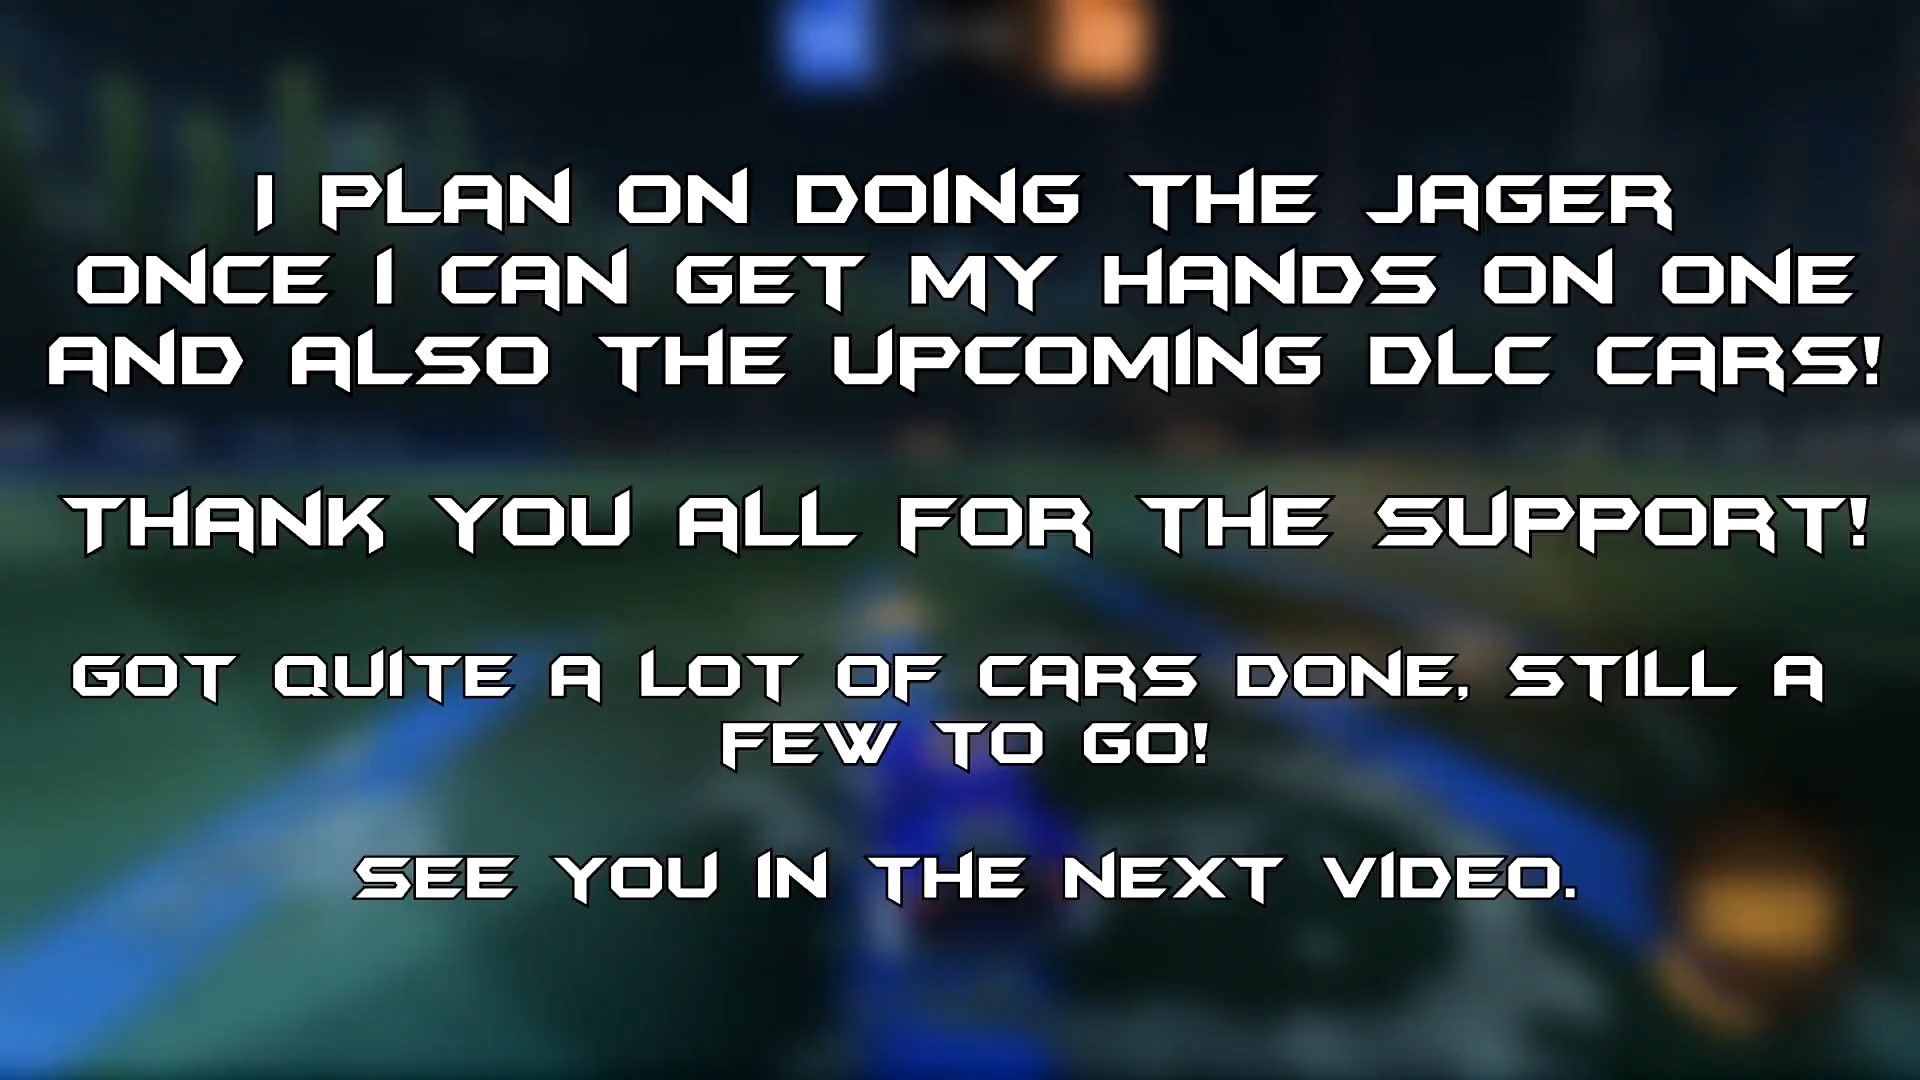 I PLAN ON DOING THE JAGER
ONCE I CAN GET MY HANDS ON ONE
AND ALSO THE UPCOMING DLC CARS!
THANK YOU ALL FOR THE SUPPORT!
GOT QUITE A LOT OF CARS DONE, STILL A
FEW TO GO!
SEE YOU IN THE NEXT VIDEO.